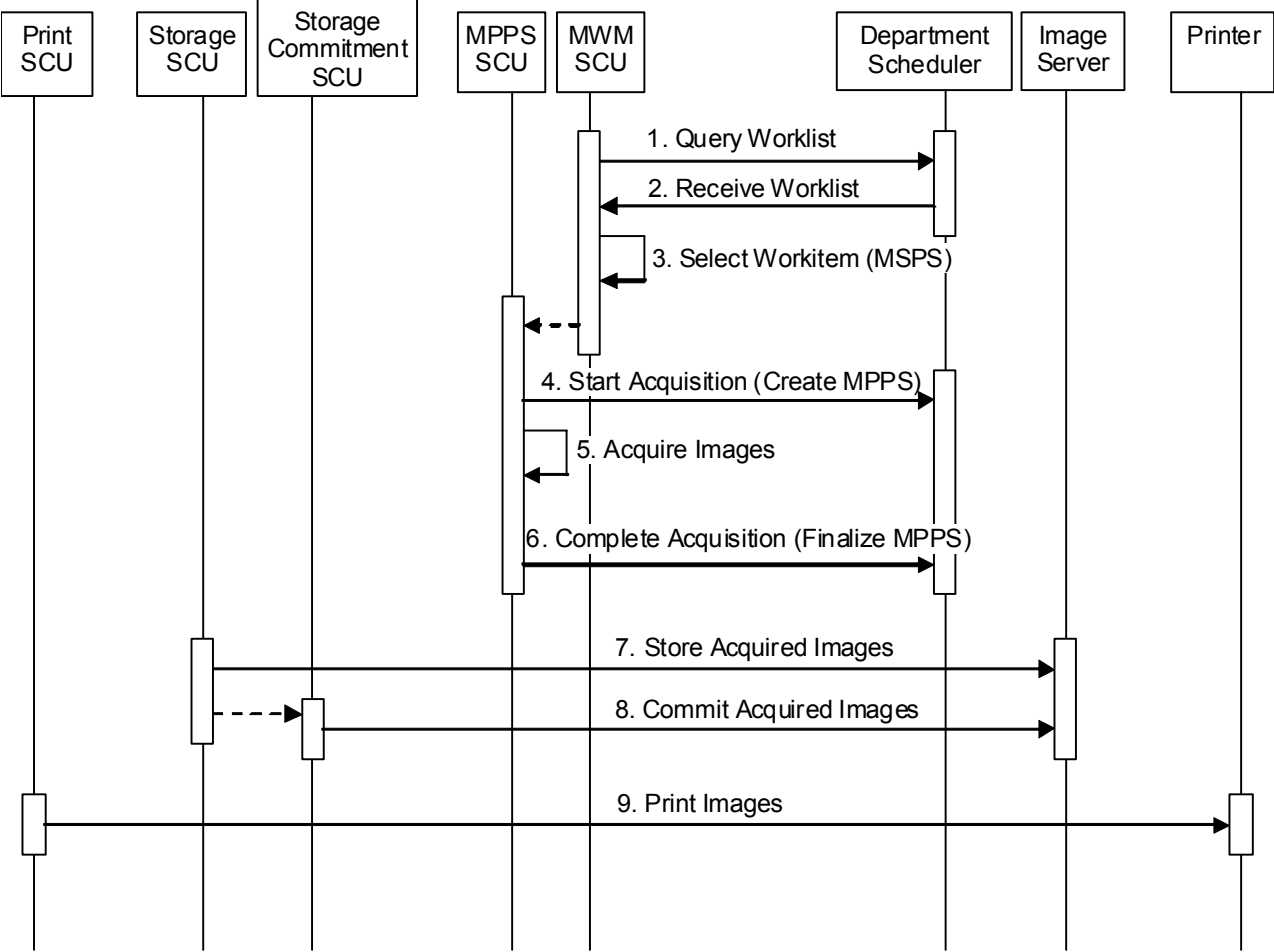 Print
SCU
Storage
SCU
Storage
Commitment
SCU
MPPS
SCU
MWM
SCU
Department
Scheduler
Image
Server
Printer
1. Query Worklist
2. Receive Worklist
3. Select Workitem (MSPS)
4. Start Acquisition (Create MPPS)
5. Acquire Images
6. Complete Acquisition (Finalize MPPS)
7. Store Acquired Images
8. Commit Acquired Images
9. Print Images